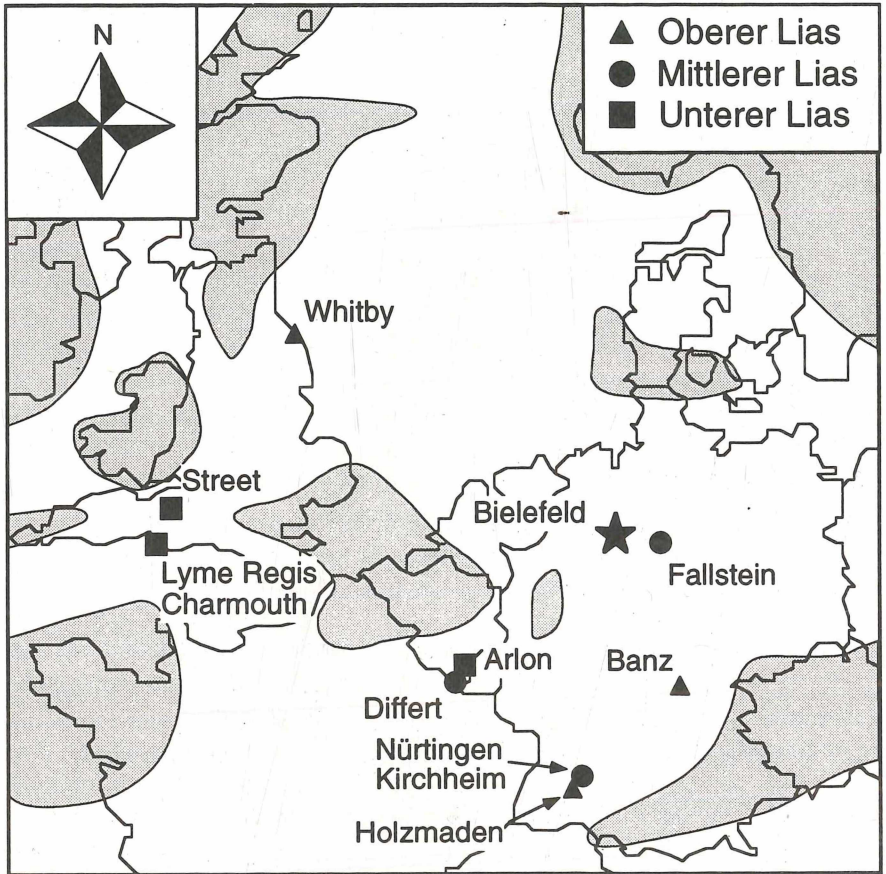 N
Oberer Lias
Mittlerer Lias
Unterer Lias
Whitby
Street
Bielefeld
Lyme Regis
Charmouth
Fallstein
Arlon
Banz
Differt
Nürtingen
Kirchheim
Holzmaden